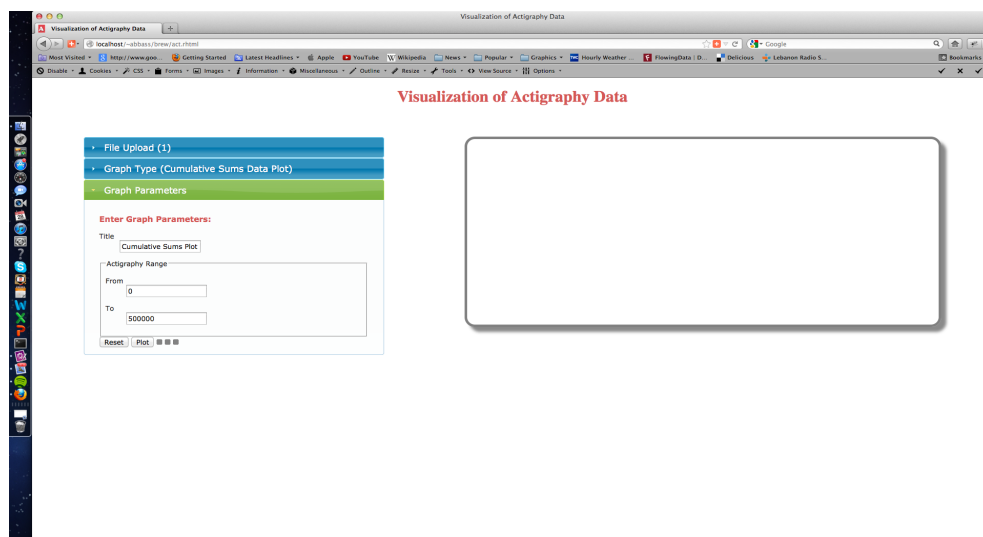 Visualization of Actigraphy Data
Visualization of Actigraphy Data
localhost/~abbass/brew/act.rhtml
Google
Most Visited
http://www.goo...
Getting Started
Latest Headlines
Apple
YouTube
Wikipedia
News
Popular
Graphics
Hourly Weather ...
FlowingData | D...
Delicious
Lebanon Radio S...
Bookmarks
Disable
Cookies
CSS
Forms
Images
Information
Miscellaneous
Outline
Resize
Tools
View Source
Options
Visualization of Actigraphy Data
File Upload (1)
Graph Type (Cumulative Sums Data Plot)
Graph Parameters
Enter Graph Parameters:
Title
Cumulative Sums Plot
Actigraphy Range
From
0
To
500000
Reset Plot